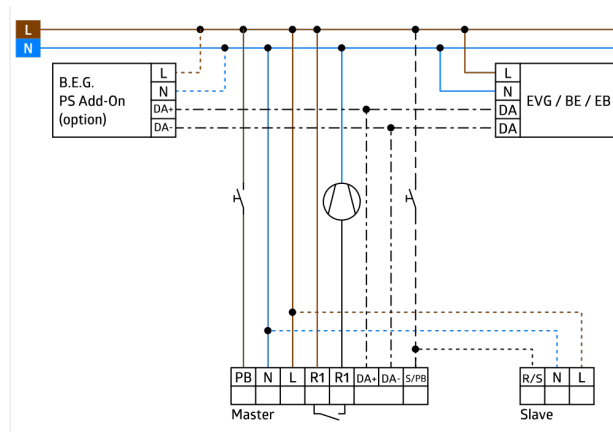 L
N
B.E.G.
PS Add-On
(option)
L
N
DA+
DA-
L
N
DA
DA
EVG / BE / EB
PB N L R1 R1 DA+ DA- S/PB
R/S N L
Master
Slave